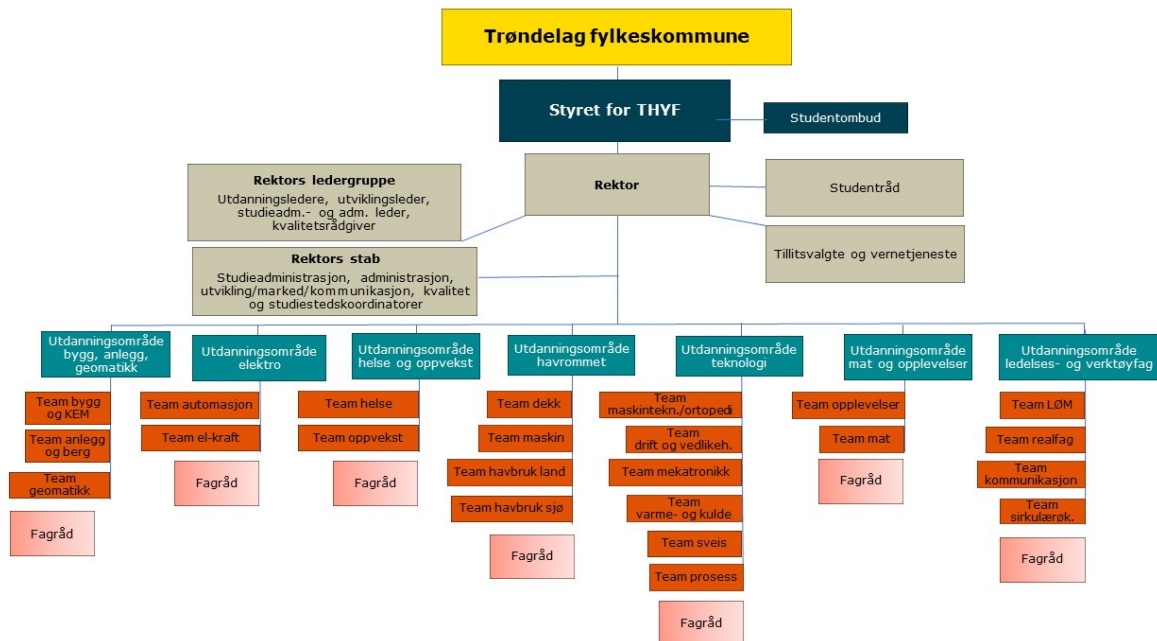 Trøndelag fylkeskommune
Styret for THYF
Studentombud
Rektors ledergruppe
Utdanningsledere, utviklingsleder,
studieadm.- og adm. leder,
kvalitetsrådgiver
Rektor
Studentråd
Rektors stab
Studieadministrasjon, administrasjon,
utvikling/marked/kommunikasjon, kvalitet
og studiestedskoordinatorer
Tillitsvalgte og vernetjeneste
Utdanningsområde
bygg, anlegg,
geomatikk
Team bygg
og KEM
Team anlegg
og berg
Team
geomatikk
Fagråd
Utdanningsområde
elektro
Team automasjon
Team el-kraft
Fagråd
Utdanningsområde
helse og oppvekst
Team helse
Team oppvekst
Fagråd
Utdanningsområde
havrommet
Team dekk
Team maskin
Team havbruk land
Team havbruk sjø
Fagråd
Utdanningsområde
teknologi
Team
maskintekn./ortopedi
Team
drift og vedlikeh.
Team mekatronikk
Team
varme- og kulde
Team sveis
Team prosess
Fagråd
Utdanningsområde
mat og opplevelser
Team opplevelser
Team mat
Fagråd
Utdanningsområde
ledelses- og verktøyfag
Team LØM
Team realfag
Team
kommunikasjon
Team
sirkulærøk.
Fagråd